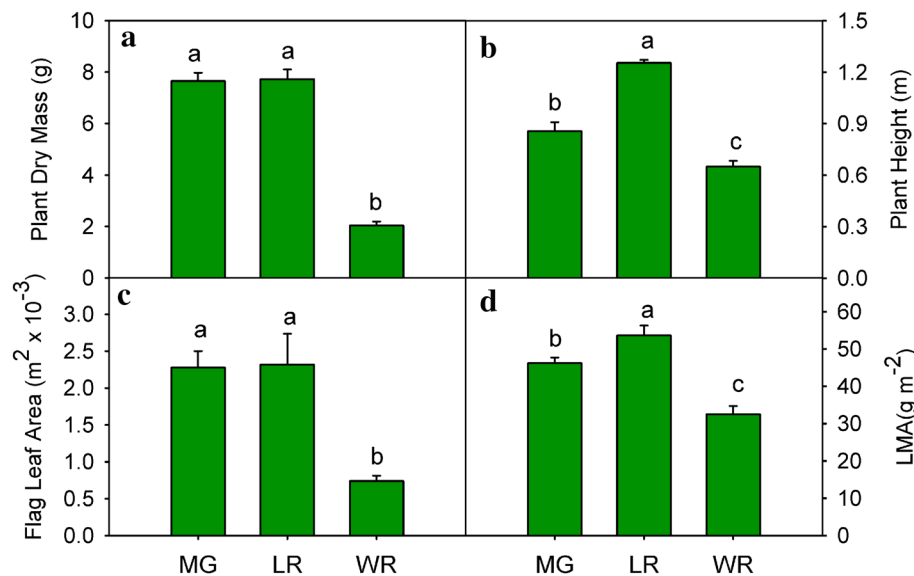 Plant Dry Mass (g)
10
8
6
4
2
0
a
a
a
b
b
b
a
c
1.5
1.2
0.9
0.6
0.3
0.0
Plant Height (m)
Flag Leaf Area (m² x 10⁻³)
3.0
2.5
2.0
1.5
1.0
0.5
0.0
c
a
a
b
MG LR WR
d
b
a
c
MG LR WR
60
50
40
30
20
10
0
LMA(g m⁻²)